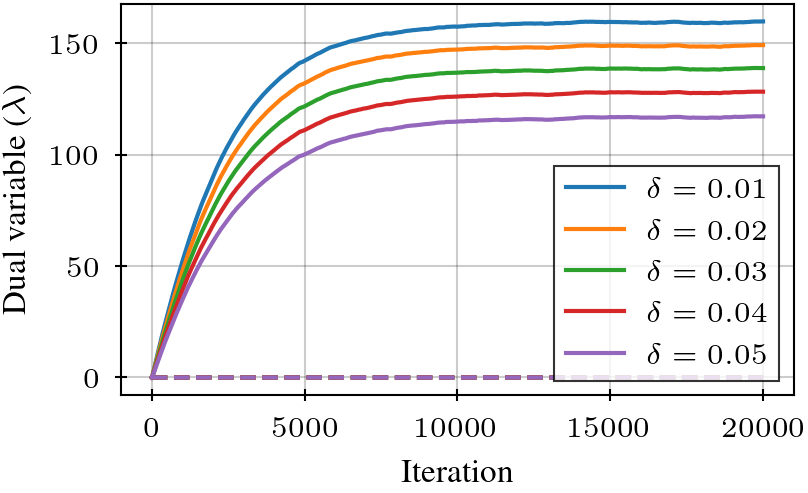 Dual variable (λ)
150
100
50
0
δ = 0.01
δ = 0.02
δ = 0.03
δ = 0.04
δ = 0.05
0 5000 10000 15000 20000
Iteration